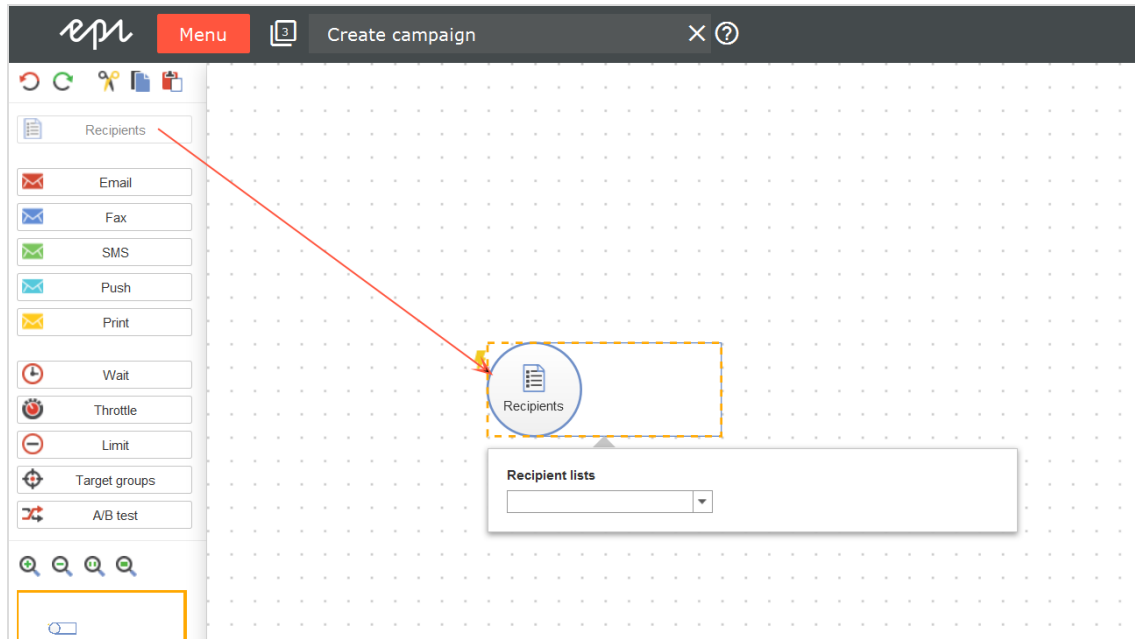 epi
Menu
3
Create campaign
?
Recipients
Email
Fax
SMS
Push
Print
Wait
Throttle
Limit
Target groups
A/B test
Recipients
Recipient lists